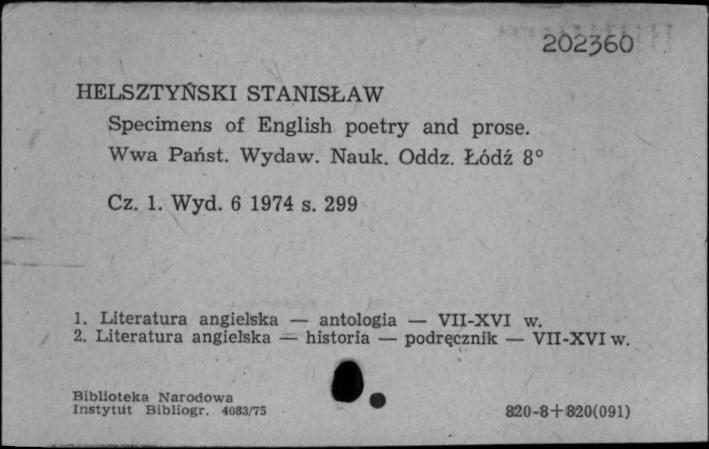 202360
HELSZTYŃSKI STANISŁAW
Specimens of English poetry and prose.
Wwa Państ. Wydaw. Nauk. Oddz. Łódź 8°
Cz. 1. Wyd. 6 1974 s. 299
1. Literatura angielska — antologia — VII-XVI w.
2. Literatura angielska — historia — podręcznik — VII-XVI w.
Biblioteka Narodowa
Instytut Bibliogr. 4083/75
820-8+820(091)